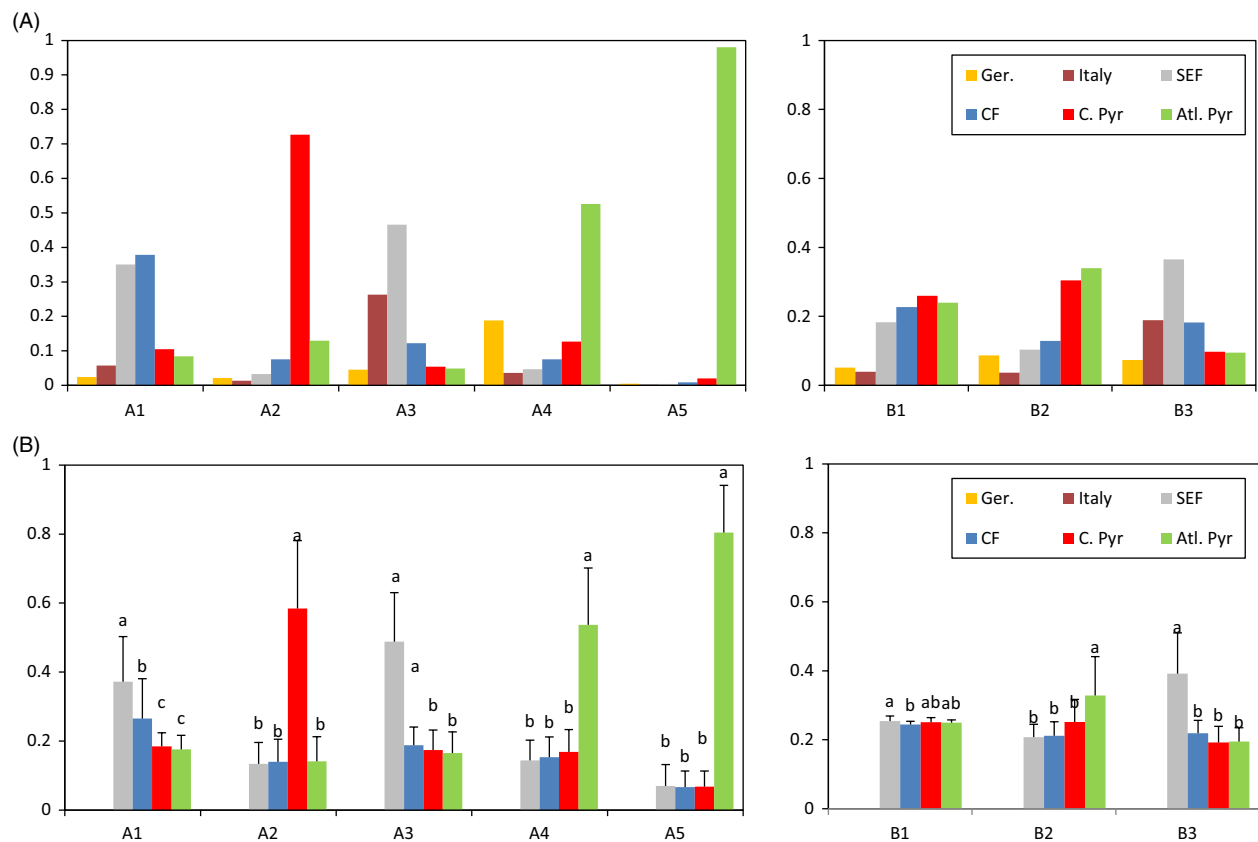 (A)
1
0.9
0.8
0.7
0.6
0.5
0.4
0.3
0.2
0.1
0
A1 A2 A3 A4 A5
1
0.8
0.6
0.4
0.2
0
Ger. Italy SEF
CF C. Pyr Atl. Pyr
B1 B2 B3
(B)
1
0.8
0.6
0.4
0.2
0
a b c c
b b a b
a a b b
b b b a
b b b a
A1 A2 A3 A4 A5
1
0.8
0.6
0.4
0.2
0
Ger. Italy SEF
CF C. Pyr Atl. Pyr
a b ab ab
b b b a
a b b b
B1 B2 B3